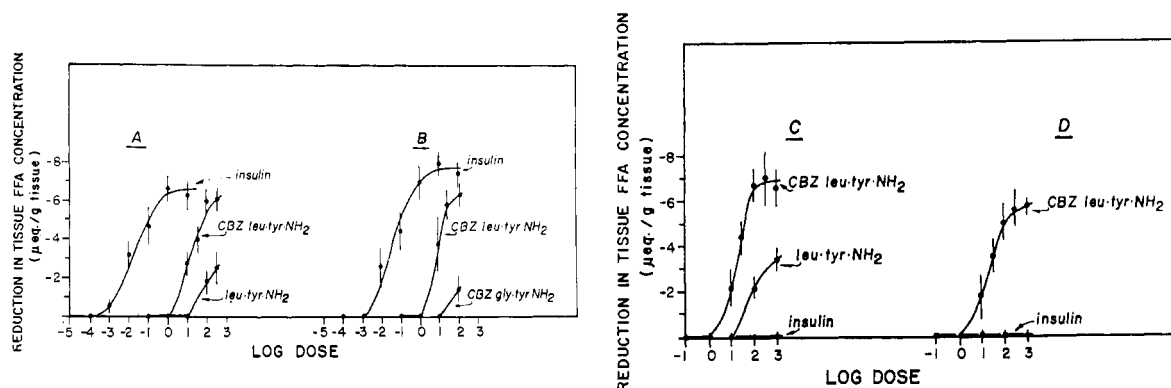 REDUCTION IN TISSUE FFA CONCENTRATION
(µeq./g tissue)
A
B
-8
-6
-4
-2
insulin
CBZ leu·tyr·NH2
leu·tyr·NH2
insulin
CBZ leu·tyr·NH2
CBZ gly·tyr NH2
-5 -4 -3 -2 -1 0 1 2 3
-5 -4 -3 -2 -1 0 1 2 3
LOG DOSE
REDUCTION IN TISSUE FFA CONCENTRATION
(µeq./g tissue)
C
D
-8
-6
-4
-2
CBZ leu·tyr·NH2
leu·tyr·NH2
insulin
CBZ leu·tyr·NH2
insulin
-1 0 1 2 3
-1 0 1 2 3
LOG DOSE